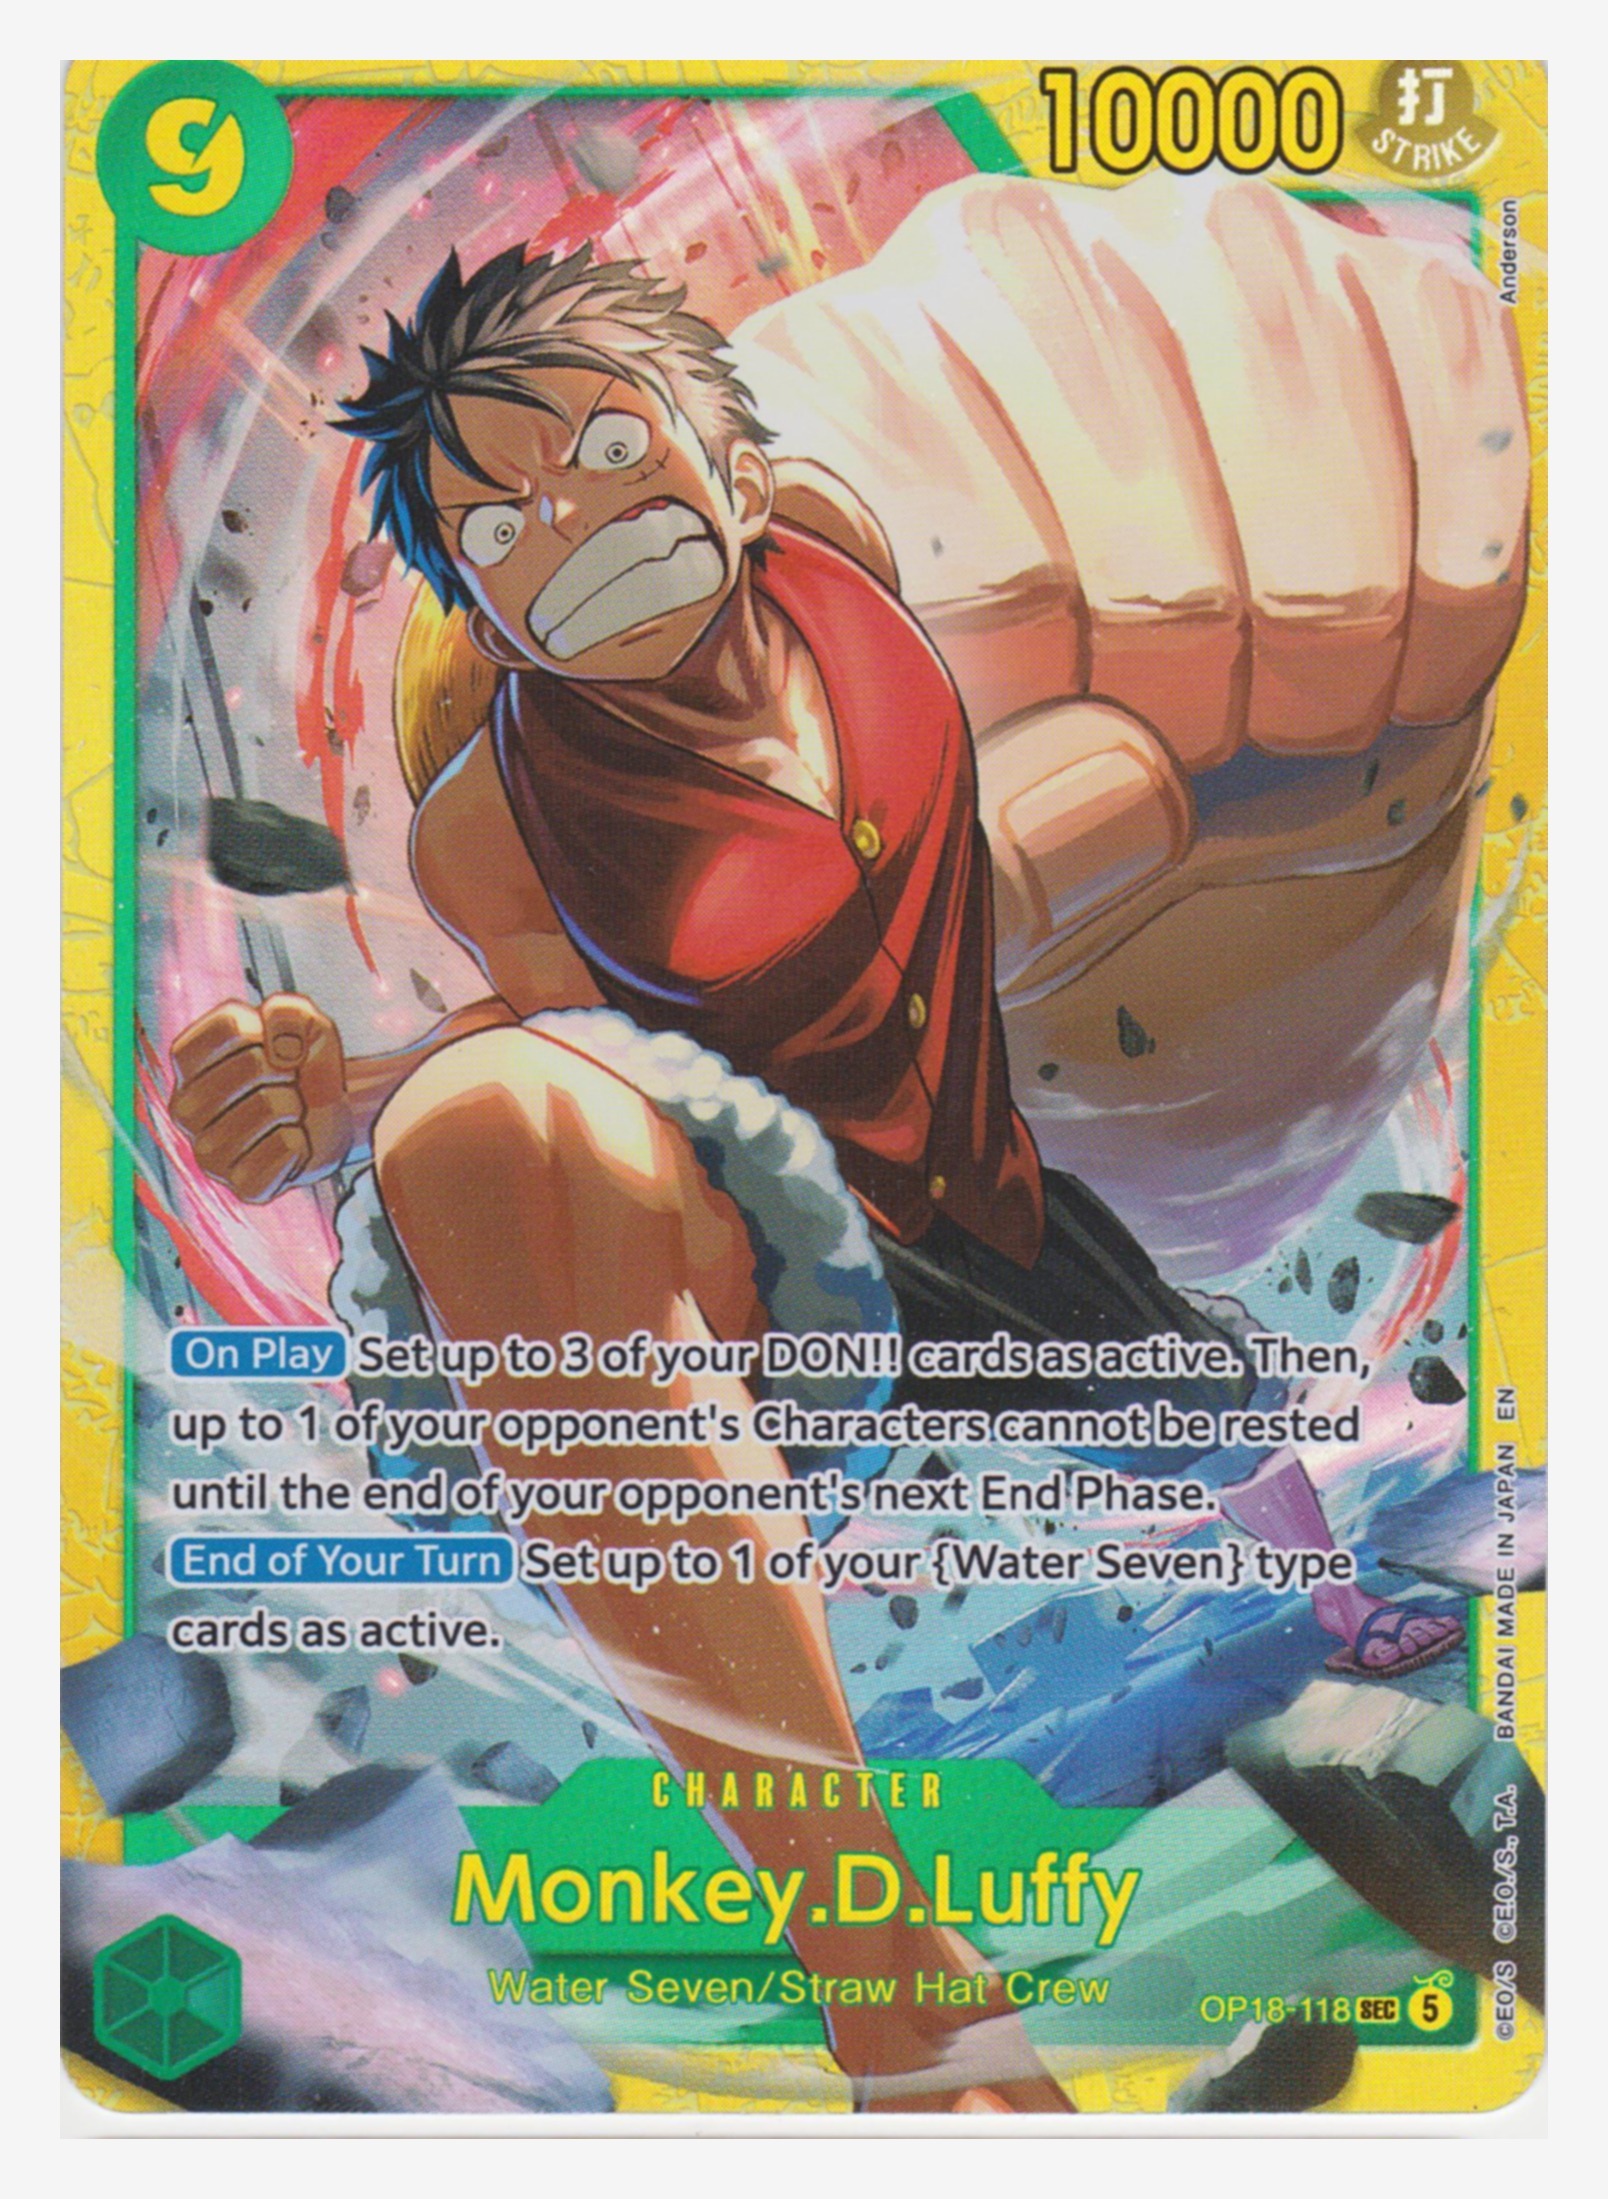 9
10000
打
STRIKE
Anderson
On Play Set up to 3 of your DON!! cards as active. Then,
up to 1 of your opponent's Characters cannot be rested
until the end of your opponent's next End Phase.
End of Your Turn Set up to 1 of your {Water Seven} type
cards as active.
CHARACTER
Monkey.D.Luffy
Water Seven/Straw Hat Crew
OP18-118 SEC 5
©EO/S ©E.O./S., T.A. BANDAI MADE IN JAPAN EN